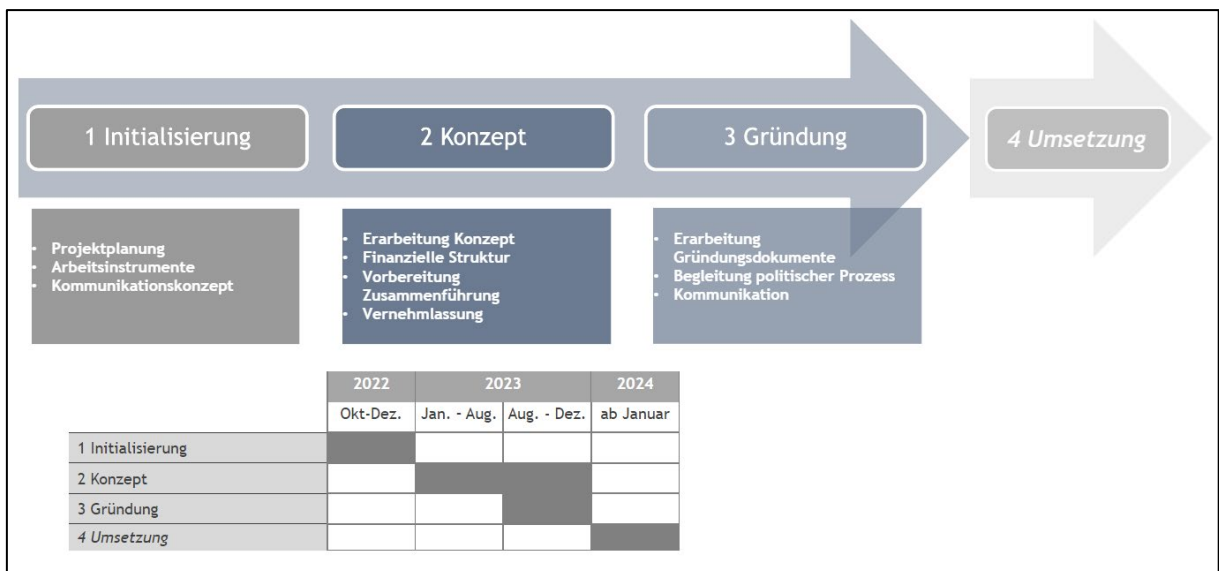 1 Initialisierung
2 Konzept
3 Gründung
4 Umsetzung
• Projektplanung
• Arbeitsinstrumente
• Kommunikationskonzept
• Erarbeitung Konzept
• Finanzielle Struktur
• Vorbereitung
Zusammenführung
• Vernehmlassung
• Erarbeitung
Gründungsdokumente
• Begleitung politischer Prozess
• Kommunikation
2022 2023 2024
Okt-Dez. Jan. - Aug. Aug. - Dez. ab Januar
1 Initialisierung
2 Konzept
3 Gründung
4 Umsetzung